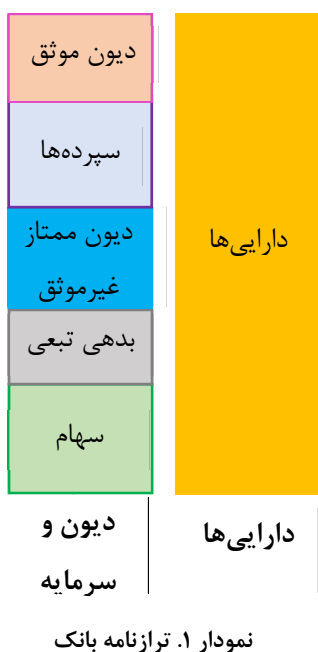 دارایی‌ها
دیون موثق
سپرده‌ها
دیون ممتاز
غیرموثق
بدهی تبعی
سهام
دارایی‌ها
دیون و
سرمایه
نمودار ۱. ترازنامه بانک